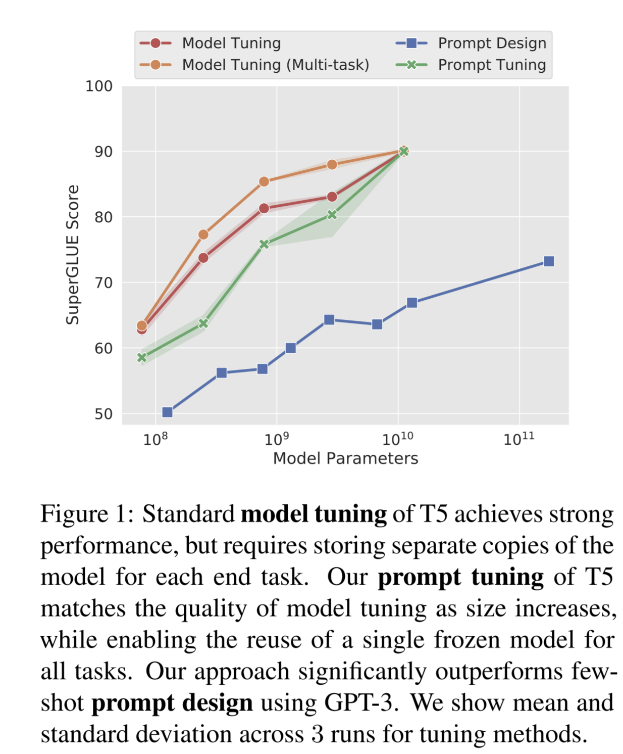 Model Tuning
Model Tuning (Multi-task)
Prompt Design
Prompt Tuning
100
90
80
70
60
50
SuperGLUE Score
10^8
10^9
10^10
10^11
Model Parameters
Figure 1: Standard model tuning of T5 achieves strong
performance, but requires storing separate copies of the
model for each end task. Our prompt tuning of T5
matches the quality of model tuning as size increases,
while enabling the reuse of a single frozen model for
all tasks. Our approach significantly outperforms few-
shot prompt design using GPT-3. We show mean and
standard deviation across 3 runs for tuning methods.